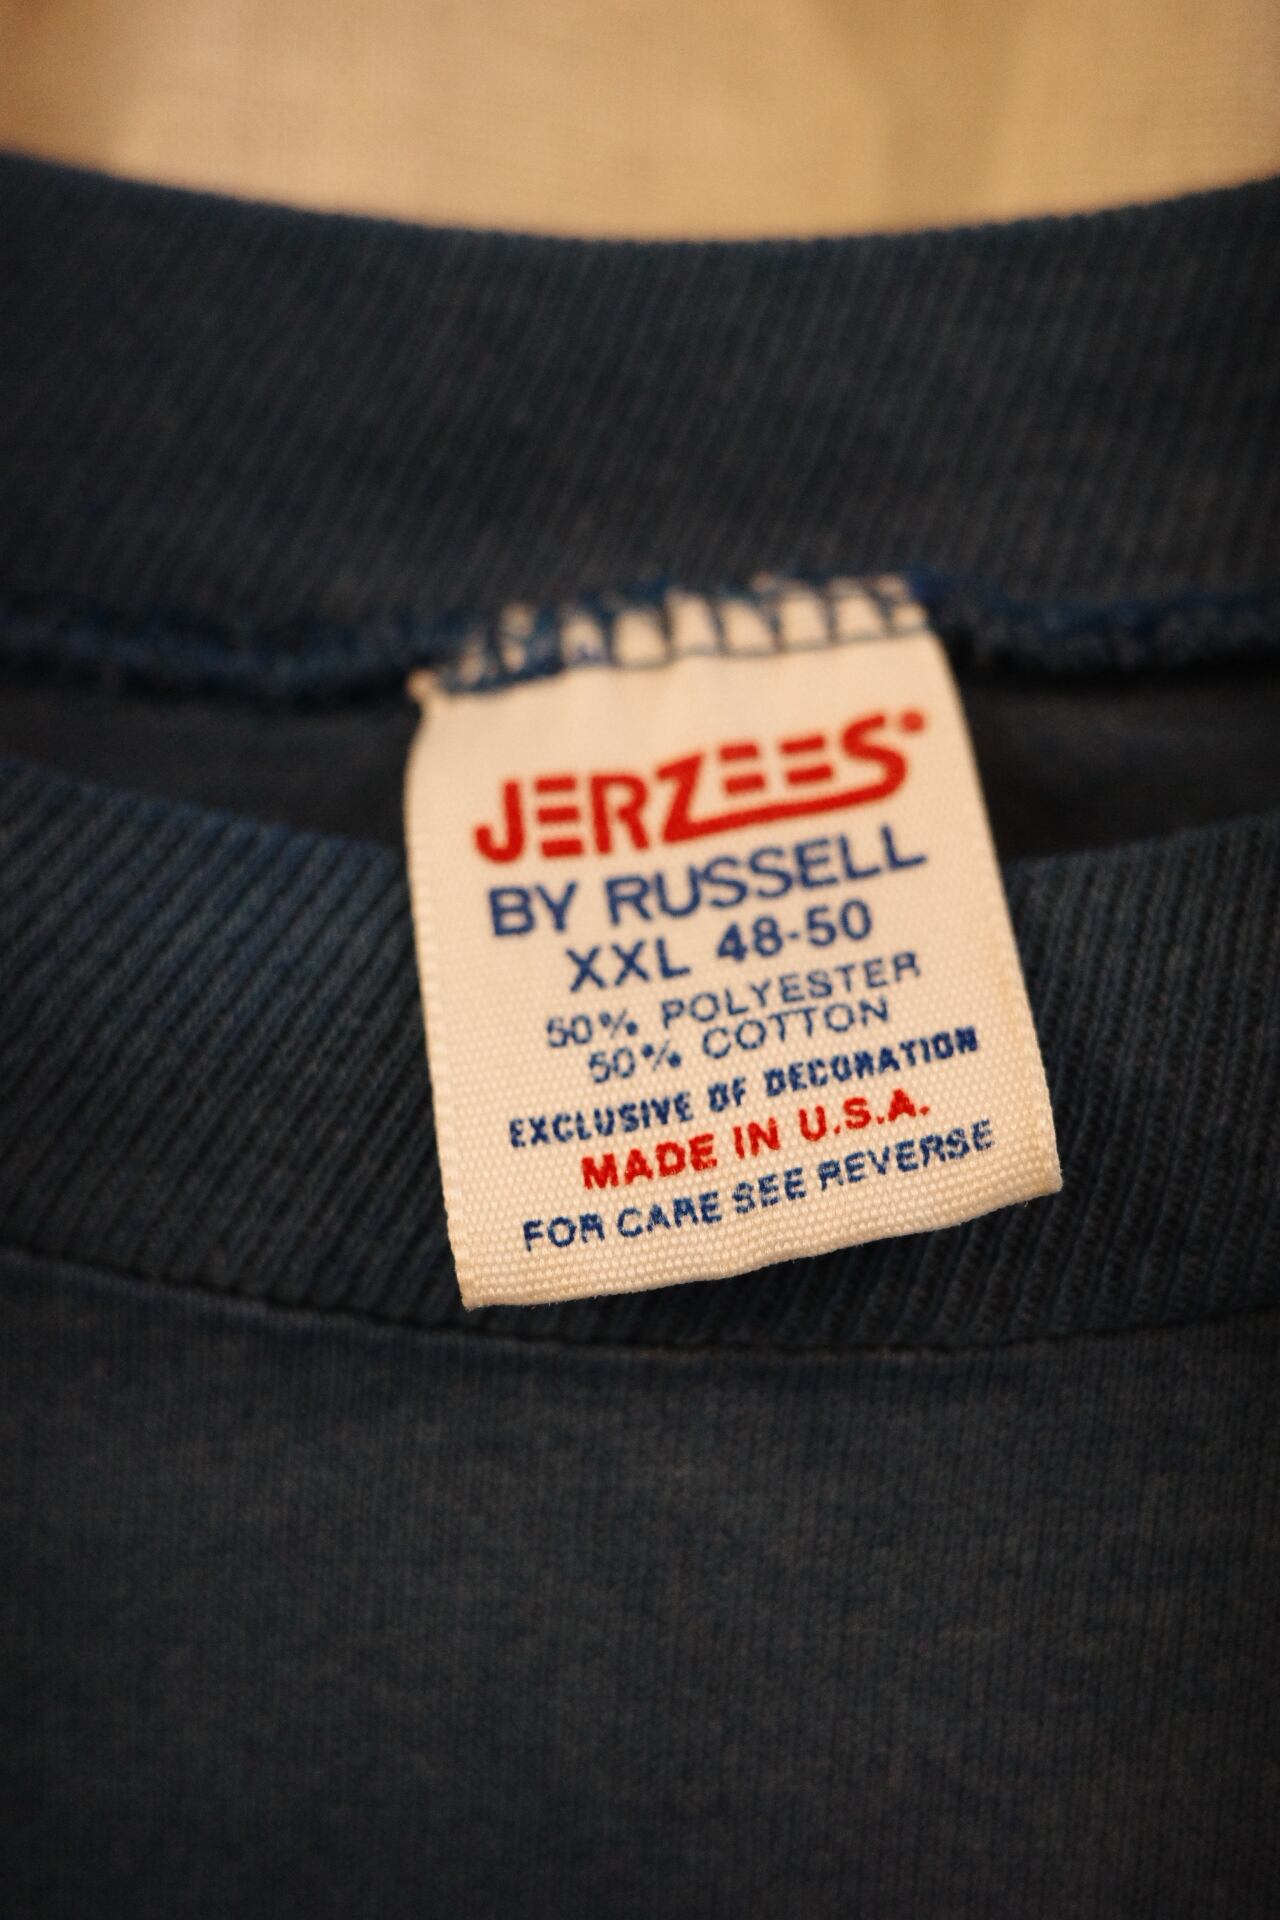 JERZEES®
BY RUSSELL
XXL 48-50
50% POLYESTER
50% COTTON
EXCLUSIVE OF DECORATION
MADE IN U.S.A.
FOR CARE SEE REVERSE